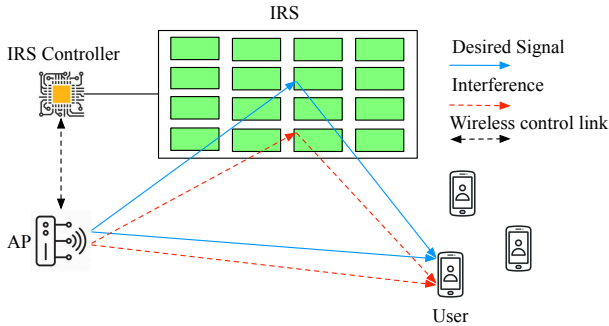 IRS
IRS Controller
Desired Signal
Interference
Wireless control link
AP
User